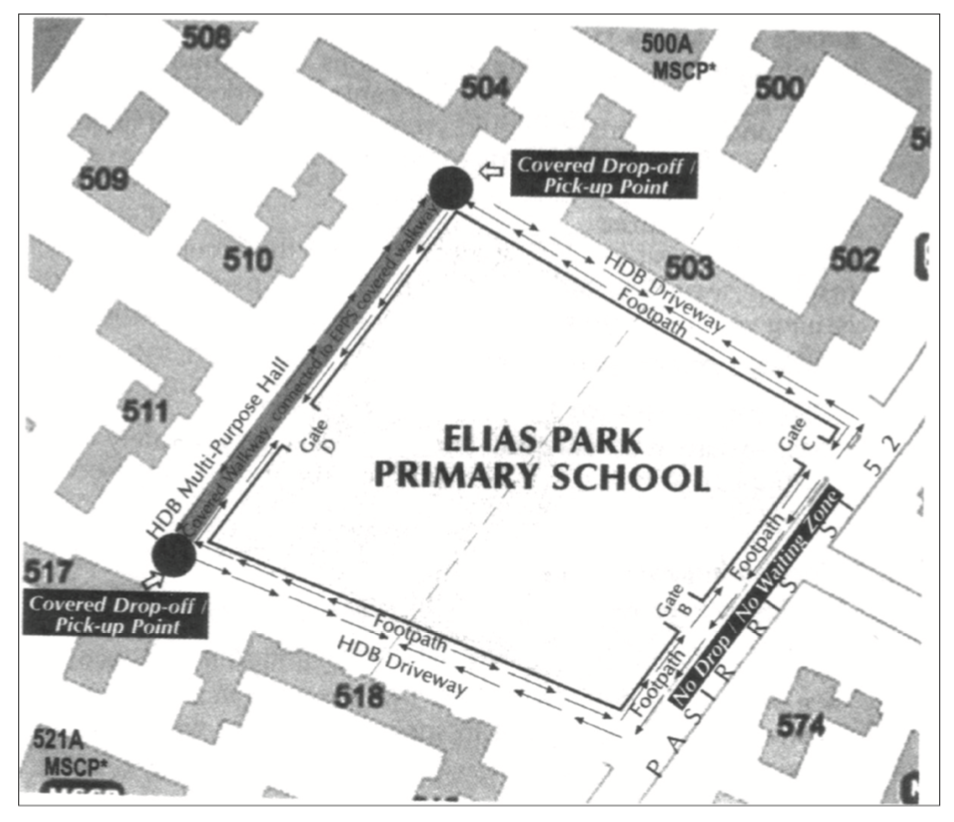 508
504
500A
MSCP*
500
509
Covered Drop-off /
Pick-up Point
510
503
502
HDB Driveway
Footpath
HDB Multi-Purpose Hall
Covered Walkway, connected to EPPS covered walkway
511
Gate
D
ELIAS PARK
PRIMARY SCHOOL
Gate
C
PASIR RIS ST 52
No Drop / No Waiting Zone
Footpath
Gate
B
Footpath
517
Covered Drop-off /
Pick-up Point
Footpath
HDB Driveway
518
574
521A
MSCP*
MSCP